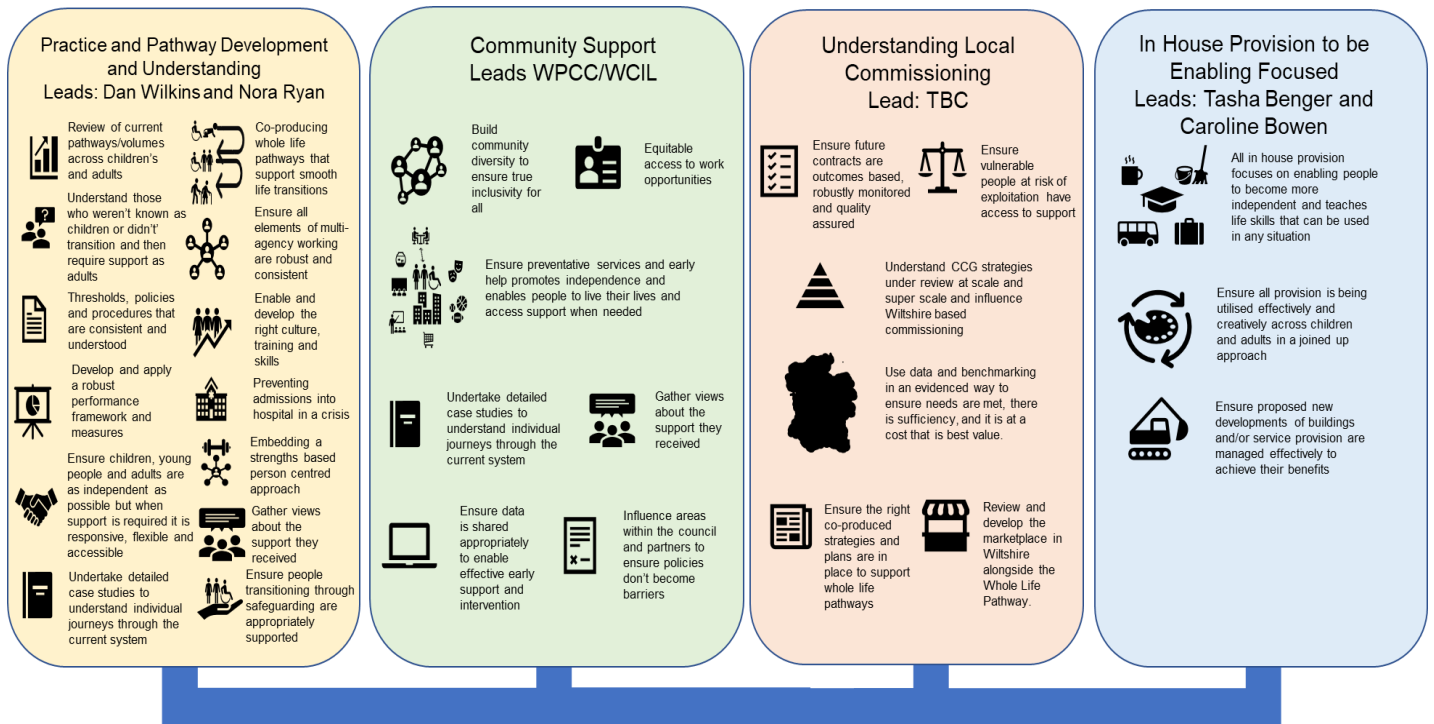 Practice and Pathway Development
and Understanding
Leads: Dan Wilkins and Nora Ryan
Review of current
pathways/volumes
across children's
and adults
Understand those
who weren't known as
children or didn't'
transition and then
require support as
adults
Thresholds, policies
and procedures that
are consistent and
understood
Develop and apply
a robust
performance
framework and
measures
Ensure children, young
people and adults are
as independent as
possible but when
support is required it is
responsive, flexible and
accessible
Undertake detailed
case studies to
understand individual
journeys through the
current system
Co-producing
whole life
pathways that
support smooth
life transitions
Ensure all
elements of multi-
agency working
are robust and
consistent
Enable and
develop the
right culture,
training and
skills
Preventing
admissions into
hospital in a crisis
Embedding a
strengths based
person centred
approach
Gather views
about the
support they
received
Ensure people
transitioning through
safeguarding are
appropriately
supported
Community Support
Leads WPCC/WCIL
Build
community
diversity to
ensure true
inclusivity for
all
Equitable
access to work
opportunities
Ensure preventative services and early
help promotes independence and
enables people to live their lives and
access support when needed
Undertake detailed
case studies to
understand individual
journeys through the
current system
Gather views
about the
support they
received
Ensure data
is shared
appropriately
to enable
effective early
support and
intervention
Influence areas
within the council
and partners to
ensure policies
don't become
barriers
Understanding Local
Commissioning
Lead: TBC
Ensure future
contracts are
outcomes based,
robustly monitored
and quality
assured
Ensure
vulnerable
people at risk of
exploitation have
access to support
Understand CCG strategies
under review at scale and
super scale and influence
Wiltshire based
commissioning
Use data and benchmarking
in an evidenced way to
ensure needs are met, there
is sufficiency, and it is at a
cost that is best value.
Ensure the right
co-produced
strategies and
plans are in
place to support
whole life
pathways
Review and
develop the
marketplace in
Wiltshire
alongside the
Whole Life
Pathway.
In House Provision to be
Enabling Focused
Leads: Tasha Benger and
Caroline Bowen
All in house provision
focuses on enabling people
to become more
independent and teaches
life skills that can be used
in any situation
Ensure all provision is being
utilised effectively and
creatively across children
and adults in a joined up
approach
Ensure proposed new
developments of buildings
and/or service provision are
managed effectively to
achieve their benefits